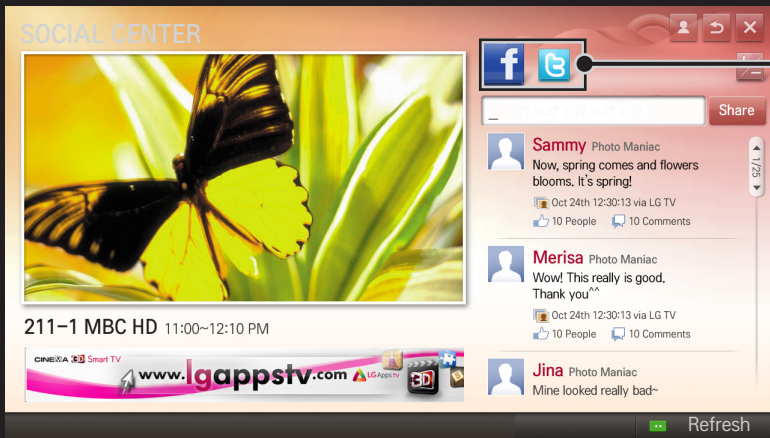 SOCIAL CENTER
f t
Share
Sammy Photo Maniac
Now, spring comes and flowers
blooms. It's spring!
Oct 24th 12:30:13 via LG TV
10 People 10 Comments
1/25
Merisa Photo Maniac
Wow! This really is good.
Thank you^^
Oct 24th 12:30:13 via LG TV
10 People 10 Comments
Jina Photo Maniac
Mine looked really bad~
211-1 MBC HD 11:00~12:10 PM
CINEMA 3D Smart TV
www.lgappstv.com LG Apps TV 3D
Refresh